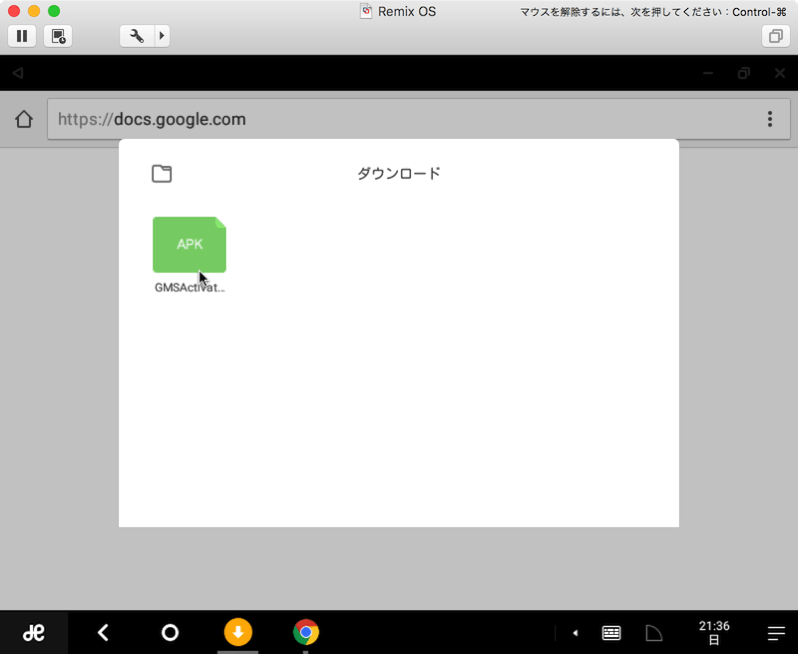 Remix OS
マウスを解除するには、次を押してください：Control-⌘
https://docs.google.com
ダウンロード
APK
GMSActivat...
21:36
日